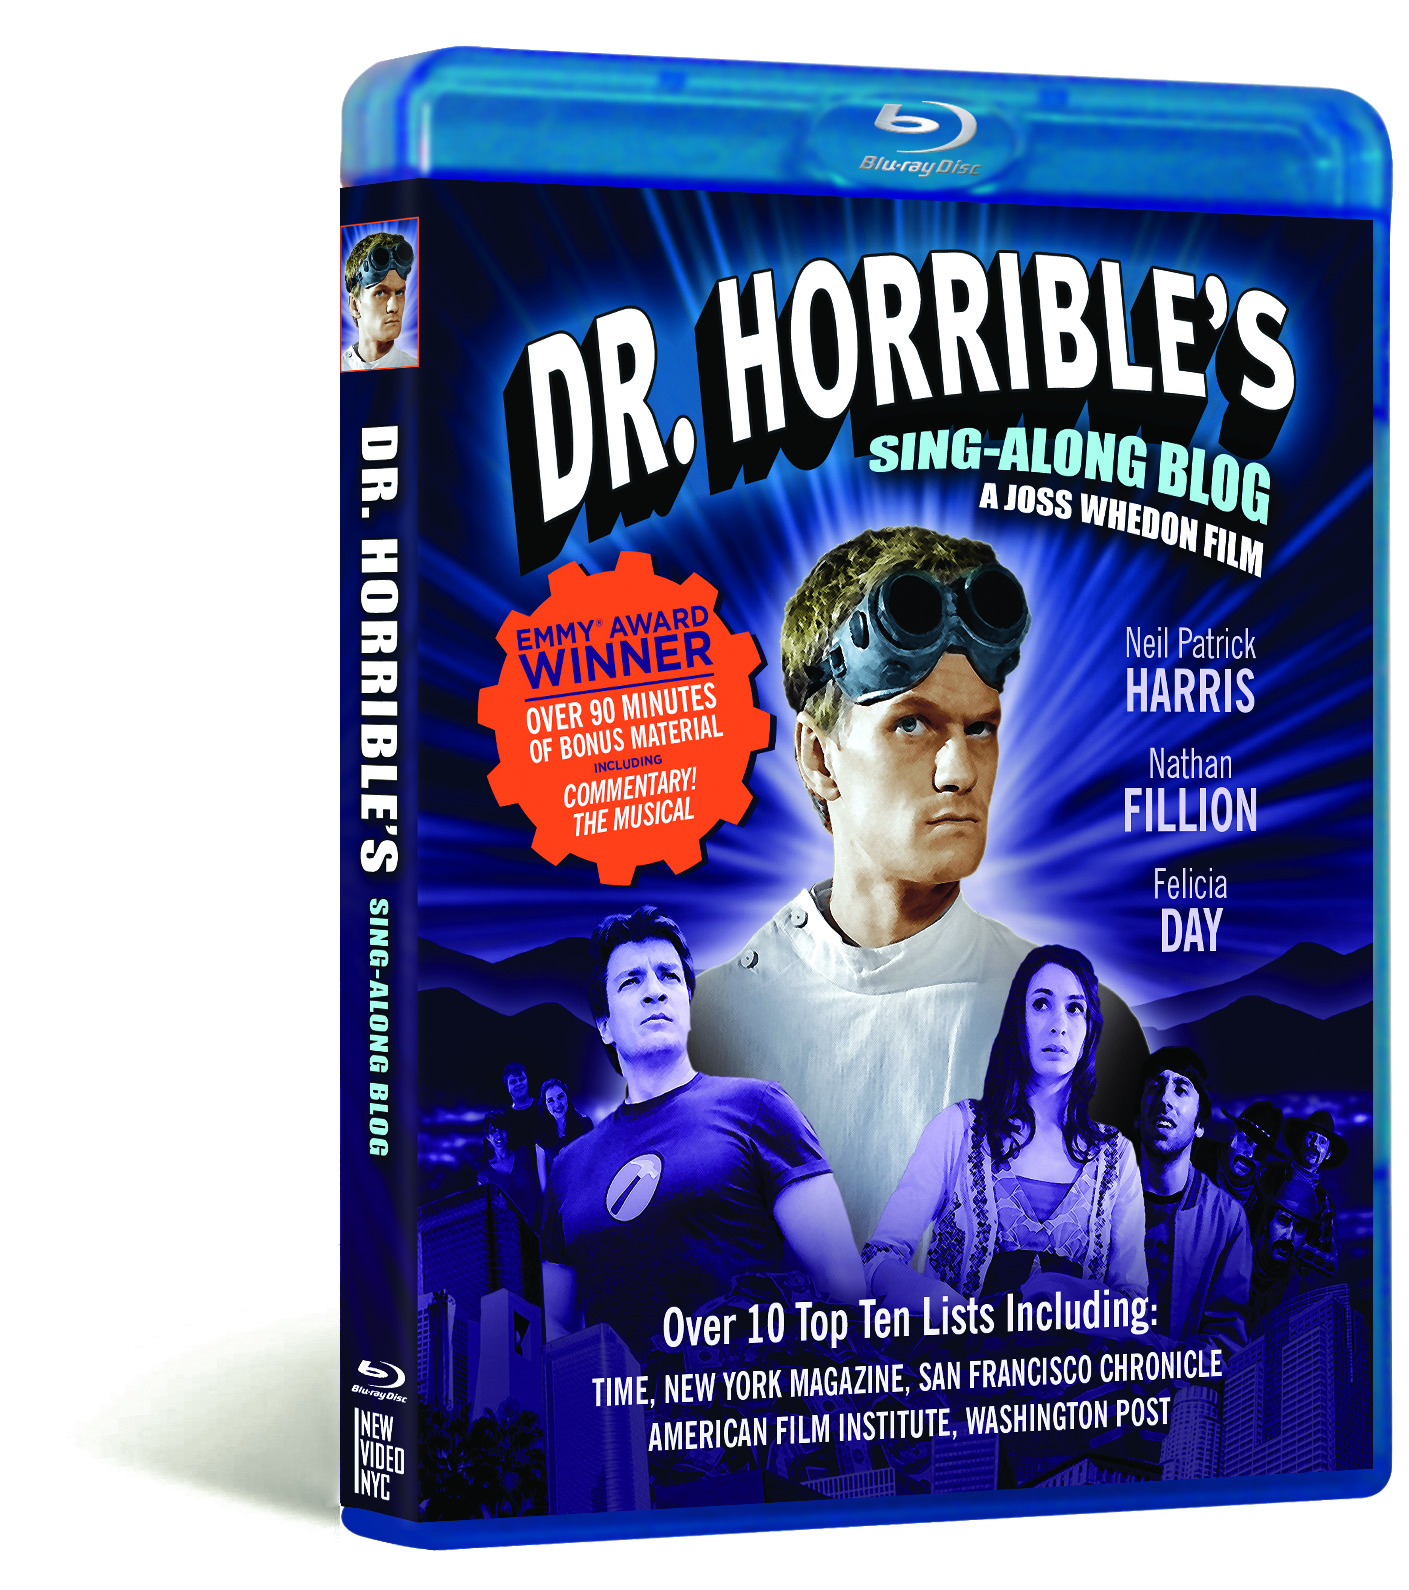 Blu-ray Disc
DR. HORRIBLE'S
SING-ALONG BLOG
A JOSS WHEDON FILM
EMMY® AWARD
WINNER
OVER 90 MINUTES
OF BONUS MATERIAL
INCLUDING
COMMENTARY!
THE MUSICAL
Neil Patrick
HARRIS
Nathan
FILLION
Felicia
DAY
Over 10 Top Ten Lists Including:
TIME, NEW YORK MAGAZINE, SAN FRANCISCO CHRONICLE
AMERICAN FILM INSTITUTE, WASHINGTON POST
DR. HORRIBLE'S SING-ALONG BLOG
Blu-ray Disc
NEW
VIDEO
NYC